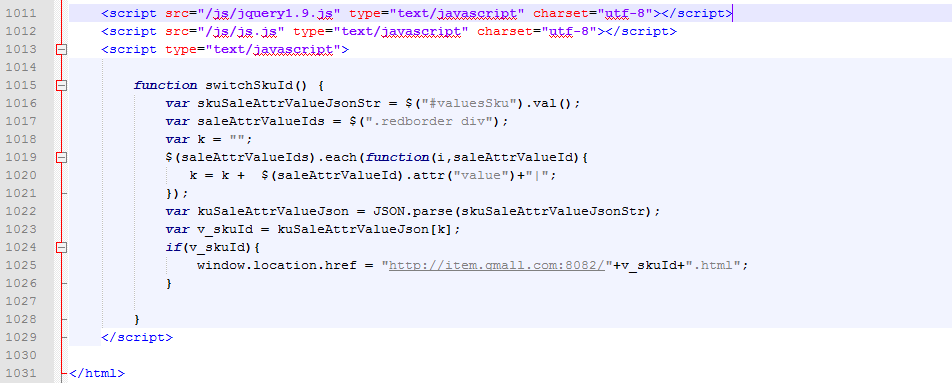 1011 <script src="/js/jquery1.9.js" type="text/javascript" charset="utf-8"></script>
1012 <script src="/js/js.js" type="text/javascript" charset="utf-8"></script>
1013 <script type="text/javascript">
1014
1015 function switchSkuId() {
1016 var skuSaleAttrValueJsonStr = $("#valuesSku").val();
1017 var saleAttrValueIds = $(".redborder div");
1018 var k = "";
1019 $(saleAttrValueIds).each(function(i,saleAttrValueId){
1020 k = k + $(saleAttrValueId).attr("value")+"|";
1021 });
1022 var kuSaleAttrValueJson = JSON.parse(skuSaleAttrValueJsonStr);
1023 var v_skuId = kuSaleAttrValueJson[k];
1024 if(v_skuId){
1025 window.location.href = "http://item.gmall.com:8082/"+v_skuId+".html";
1026 }
1027
1028 }
1029 </script>
1030
1031 </html>